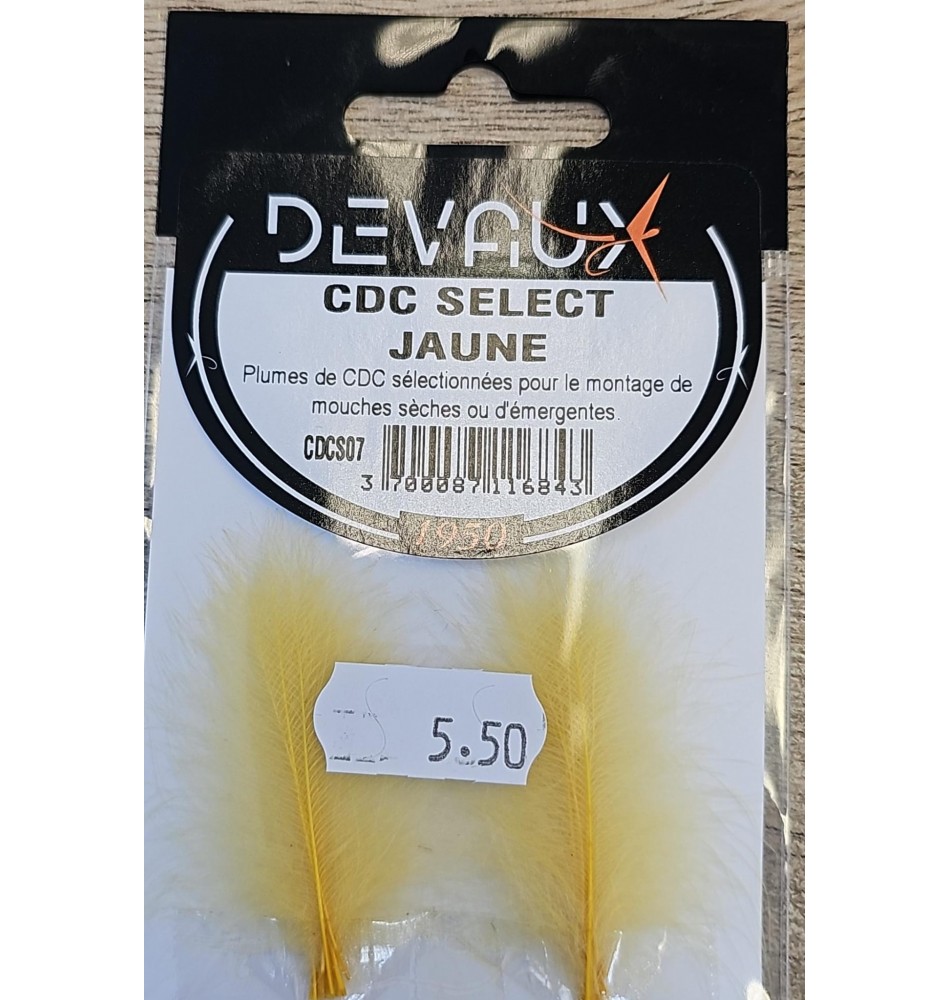 DEVAUX
CDC SELECT
JAUNE
Plumes de CDC sélectionnées pour le montage de
mouches sèches ou d'émergentes.
CDCS07
3 700087 116843
1950
5.50